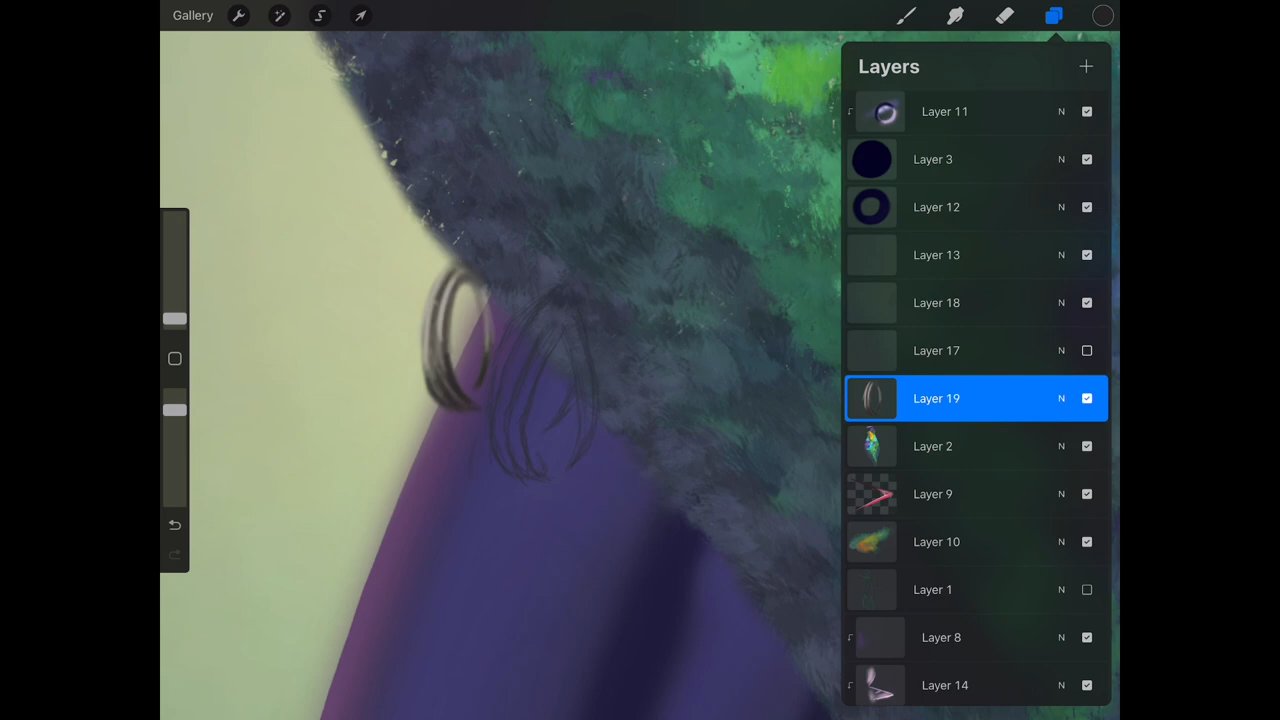 Gallery
Layers
Layer 11 N
Layer 3 N
Layer 12 N
Layer 13 N
Layer 18 N
Layer 17 N
Layer 19 N
Layer 2 N
Layer 9 N
Layer 10 N
Layer 1 N
Layer 8 N
Layer 14 N